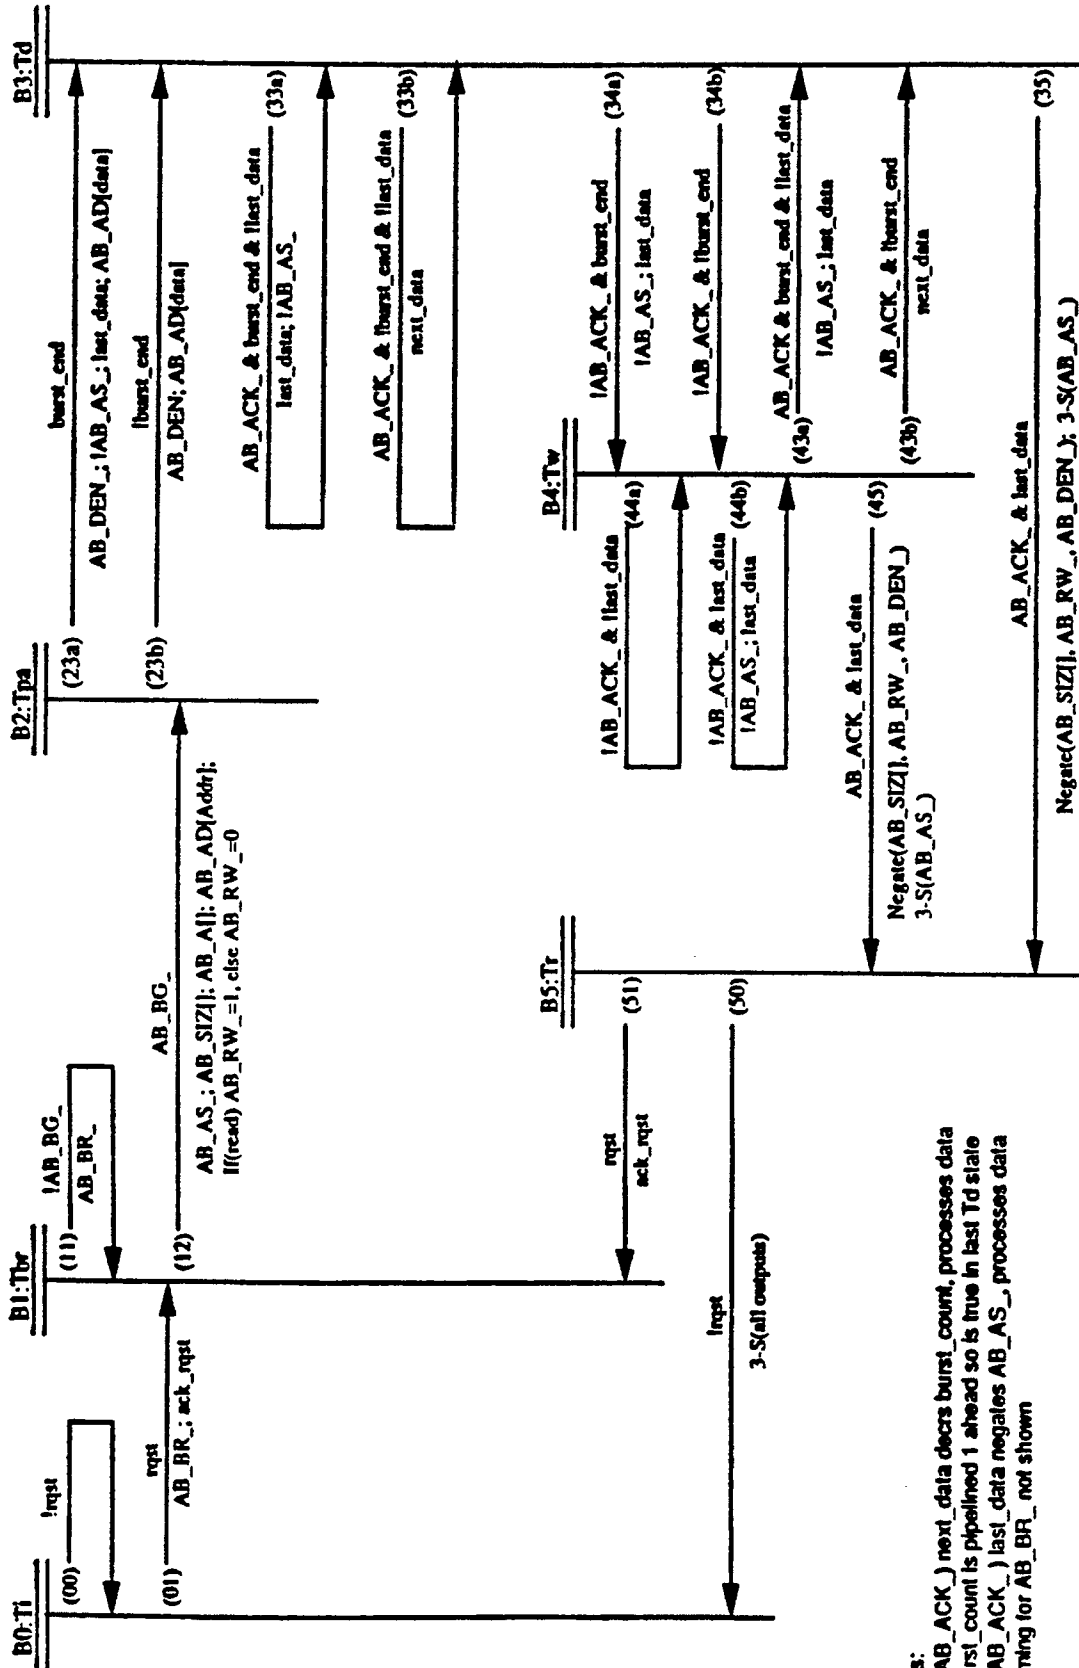 B0:Ti
(00)
!rqst
(01)
rqst
AB_BR_; ack_rqst
B1:Tbr
(11)
!AB_BG_
AB_BR_
(12)
AB_BG_
AB_AS_; AB_SIZ[]; AB_A[]; AB_AD[Addr];
If(read) AB_RW_=1, else AB_RW_=0
B2:Tpa
(23a)
burst_end
AB_DEN_; !AB_AS_; last_data; AB_AD[data]
(23b)
!burst_end
AB_DEN; AB_AD[data]
B3:Td
(33a)
AB_ACK_ & burst_end & !last_data
last_data; !AB_AS_
(33b)
AB_ACK_ & !burst_end & !last_data
next_data
B4:Tw
(34a)
!AB_ACK_ & burst_end
!AB_AS_; last_data
(34b)
!AB_ACK_ & !burst_end
(43a)
AB_ACK & burst_end & !last_data
!AB_AS_; last_data
(43b)
AB_ACK_ & !burst_end
next_data
(44a)
!AB_ACK_ & !last_data
(44b)
!AB_ACK_ & last_data
!AB_AS_; last_data
(45)
AB_ACK_ & last_data
Negate(AB_SIZ[], AB_RW_, AB_DEN_)
3-S(AB_AS_)
(35)
AB_ACK_ & last_data
Negate(AB_SIZ[], AB_RW_, AB_DEN_); 3-S(AB_AS_)
B5:Tr
(51)
rqst
ack_rqst
(50)
!rqst
3-S(all outputs)
s:
AB_ACK_) next_data decrs burst_count, processes data
rst_count is pipelined 1 ahead so is true in last Td state
AB_ACK_) last_data negates AB_AS_, processes data
ming for AB_BR_ not shown